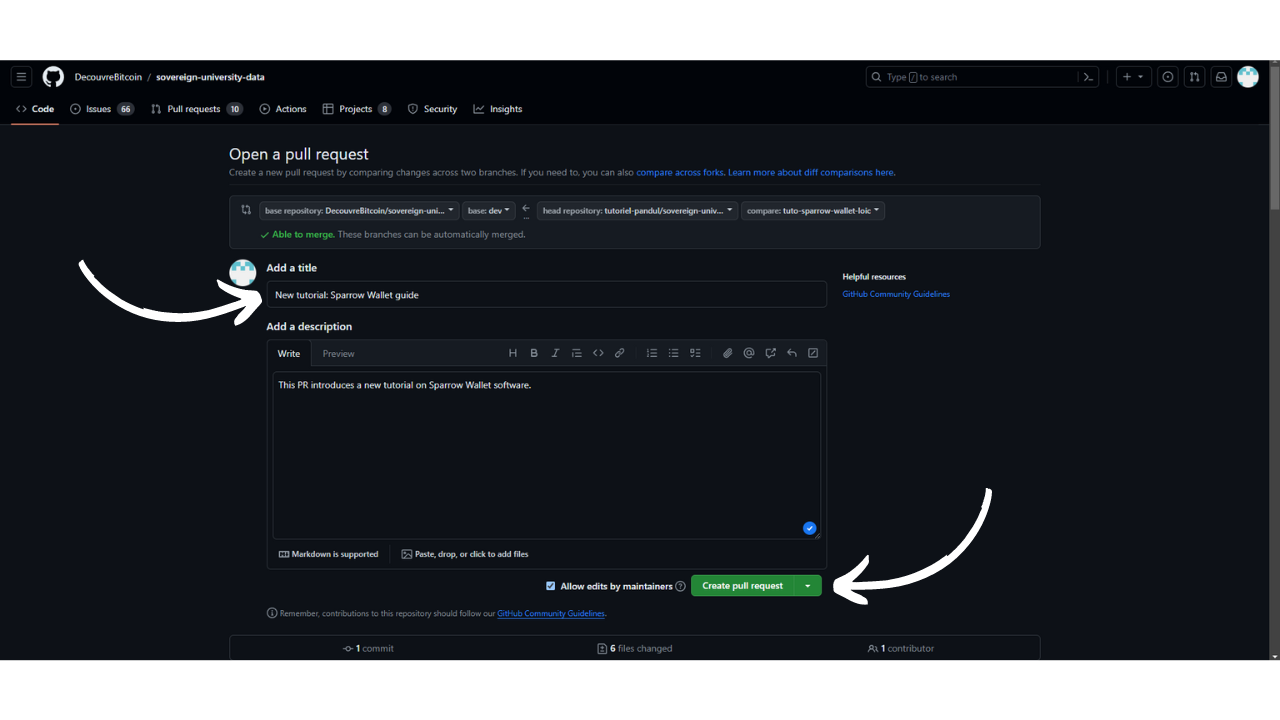 DecouvreBitcoin / sovereign-university-data
Type / to search
Code Issues 66 Pull requests 10 Actions Projects 8 Security Insights
Open a pull request
Create a new pull request by comparing changes across two branches. If you need to, you can also compare across forks. Learn more about diff comparisons here.
base repository: DecouvreBitcoin/sovereign-uni... base: dev ... head repository: tutoriel-pandul/sovereign-univ... compare: tuto-sparrow-wallet-loic
Able to merge. These branches can be automatically merged.
Add a title
Helpful resources
New tutorial: Sparrow Wallet guide
GitHub Community Guidelines
Add a description
Write Preview
This PR introduces a new tutorial on Sparrow Wallet software.
Markdown is supported Paste, drop, or click to add files
Allow edits by maintainers Create pull request
Remember, contributions to this repository should follow our GitHub Community Guidelines.
1 commit 6 files changed 1 contributor